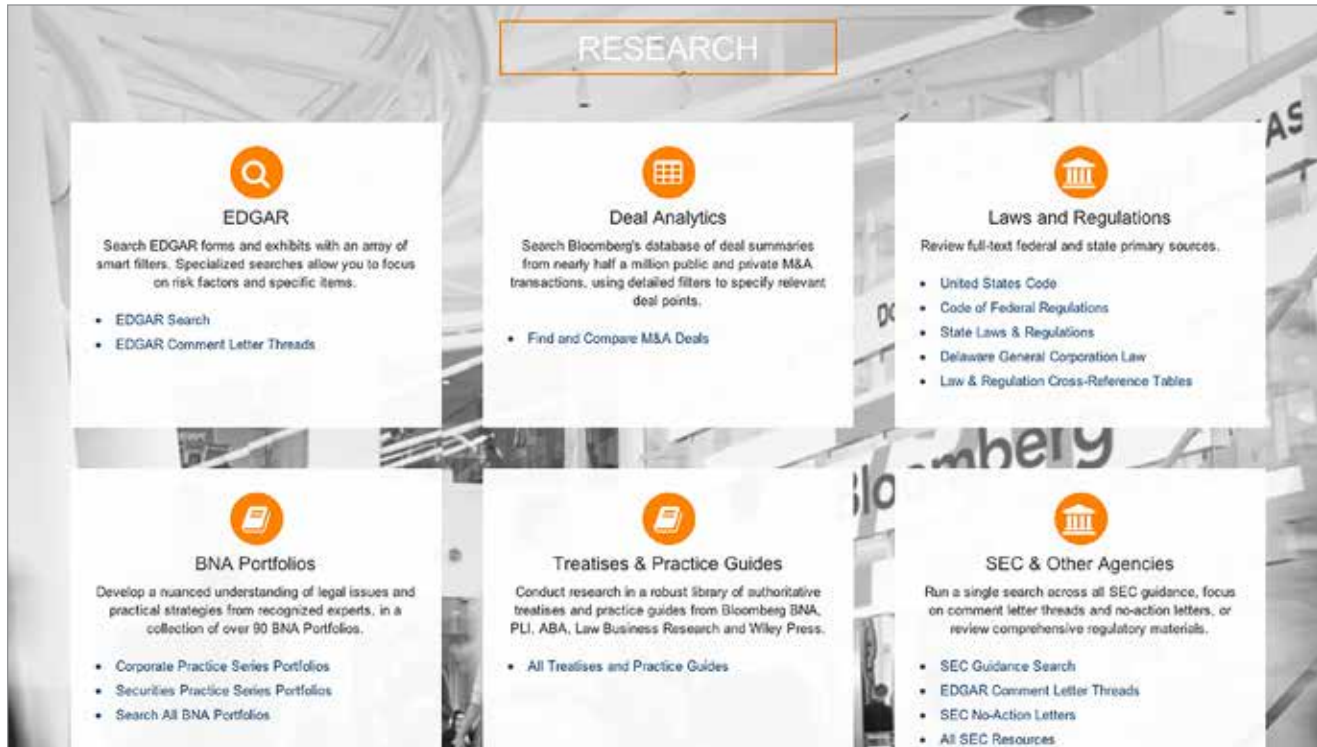 RESEARCH
EDGAR
Search EDGAR forms and exhibits with an array of
smart filters. Specialized searches allow you to focus
on risk factors and specific items.
• EDGAR Search
• EDGAR Comment Letter Threads
Deal Analytics
Search Bloomberg's database of deal summaries
from nearly half a million public and private M&A
transactions, using detailed filters to specify relevant
deal points.
• Find and Compare M&A Deals
Laws and Regulations
Review full-text federal and state primary sources.
• United States Code
• Code of Federal Regulations
• State Laws & Regulations
• Delaware General Corporation Law
• Law & Regulation Cross-Reference Tables
AS
Bloomberg
BNA Portfolios
Develop a nuanced understanding of legal issues and
practical strategies from recognized experts, in a
collection of over 90 BNA Portfolios.
• Corporate Practice Series Portfolios
• Securities Practice Series Portfolios
• Search All BNA Portfolios
Treatises & Practice Guides
Conduct research in a robust library of authoritative
treatises and practice guides from Bloomberg BNA,
PLI, ABA, Law Business Research and Wiley Press.
• All Treatises and Practice Guides
SEC & Other Agencies
Run a single search across all SEC guidance, focus
on comment letter threads and no-action letters, or
review comprehensive regulatory materials.
• SEC Guidance Search
• EDGAR Comment Letter Threads
• SEC No-Action Letters
• All SEC Resources